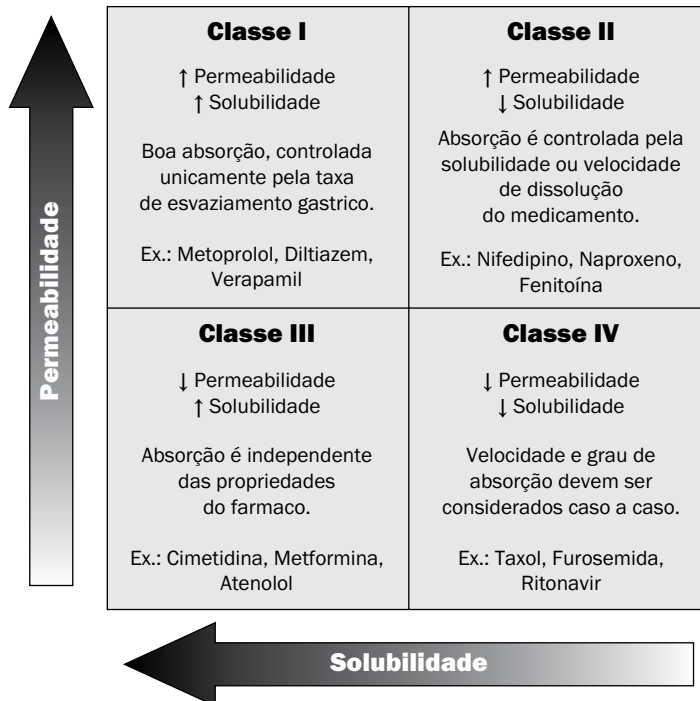 Permeabilidade
Classe I
↑ Permeabilidade
↑ Solubilidade
Boa absorção, controlada
unicamente pela taxa
de esvaziamento gastrico.
Ex.: Metoprolol, Diltiazem,
Verapamil
Classe II
↑ Permeabilidade
↓ Solubilidade
Absorção é controlada pela
solubilidade ou velocidade
de dissolução
do medicamento.
Ex.: Nifedipino, Naproxeno,
Fenitoína
Classe III
↓ Permeabilidade
↑ Solubilidade
Absorção é independente
das propriedades
do farmaco.
Ex.: Cimetidina, Metformina,
Atenolol
Classe IV
↓ Permeabilidade
↓ Solubilidade
Velocidade e grau de
absorção devem ser
considerados caso a caso.
Ex.: Taxol, Furosemida,
Ritonavir
Solubilidade